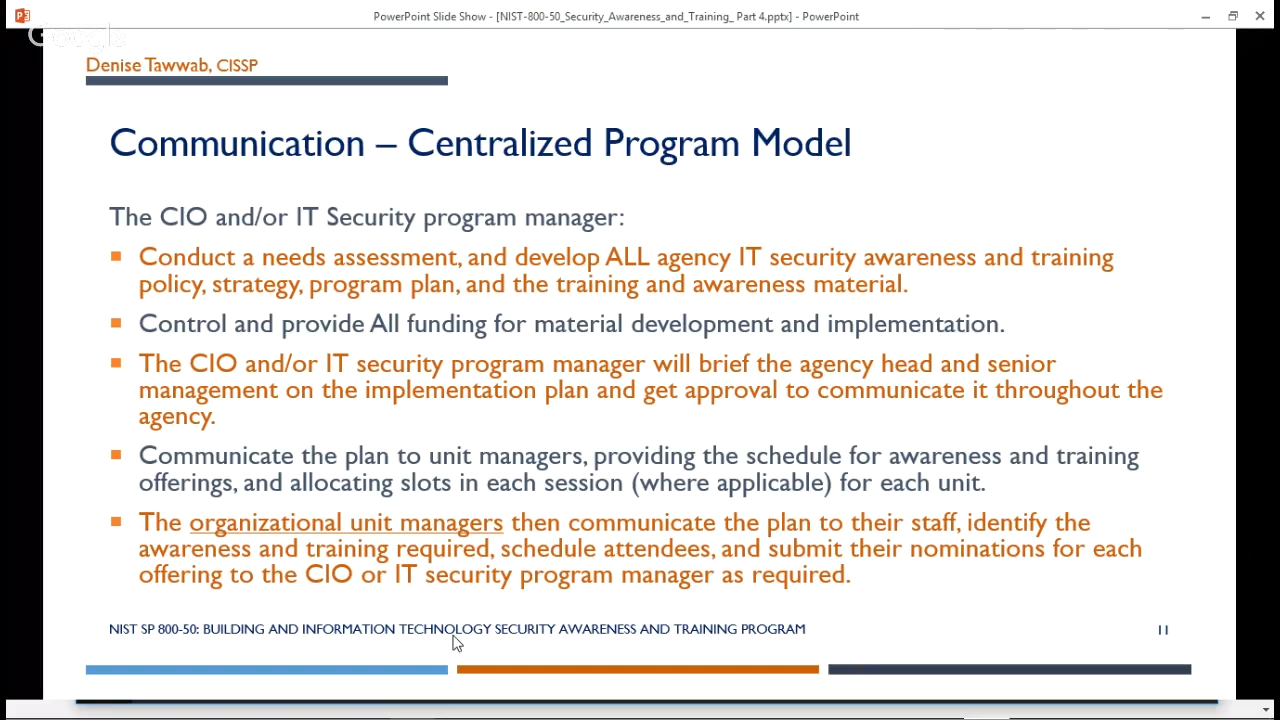 PowerPoint Slide Show - [NIST-800-50_Security_Awareness_and_Training_ Part 4.pptx] - PowerPoint
Google
Denise Tawwab, CISSP
Communication – Centralized Program Model
The CIO and/or IT Security program manager:
Conduct a needs assessment, and develop ALL agency IT security awareness and training
policy, strategy, program plan, and the training and awareness material.
Control and provide All funding for material development and implementation.
The CIO and/or IT security program manager will brief the agency head and senior
management on the implementation plan and get approval to communicate it throughout the
agency.
Communicate the plan to unit managers, providing the schedule for awareness and training
offerings, and allocating slots in each session (where applicable) for each unit.
The organizational unit managers then communicate the plan to their staff, identify the
awareness and training required, schedule attendees, and submit their nominations for each
offering to the CIO or IT security program manager as required.
NIST SP 800-50: BUILDING AND INFORMATION TECHNOLOGY SECURITY AWARENESS AND TRAINING PROGRAM
11